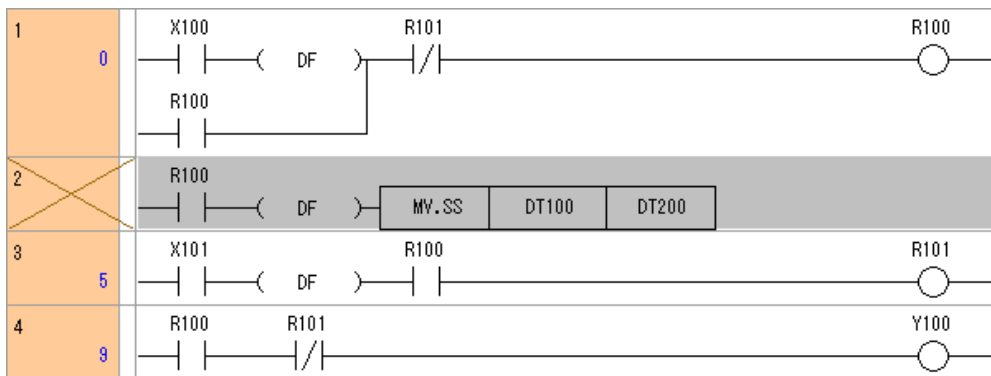 1 X100 R101 R100
0 DF
R100
2 R100
DF MV.SS DT100 DT200
3 X101 R100 R101
5 DF
4 R100 R101 Y100
9